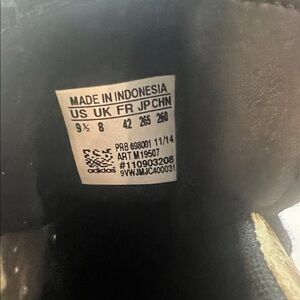 MADE IN INDONESIA
US UK FR JP CHN
9½ 8 42 265 260
PRB 698001 11/14
ART M19507
#110903208
adidas
9VWJMJC400031